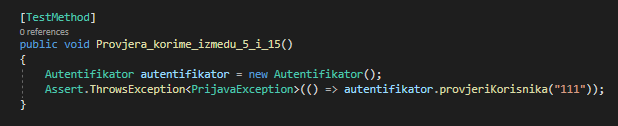 [TestMethod]
0 references
public void Provjera_korime_izmedu_5_i_15()
{
Autentifikator autentifikator = new Autentifikator();
Assert.ThrowsException<PrijavaException>(() => autentifikator.provjeriKorisnika("111"));
}